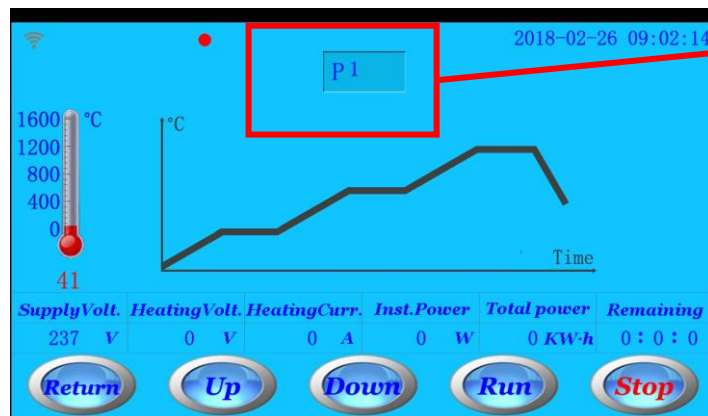 2018-02-26 09:02:14
P1
1600 °C
1200
800
400
0
41
°C
Time
SupplyVolt. HeatingVolt. HeatingCurr. Inst.Power Total power Remaining
237 V 0 V 0 A 0 W 0 KW·h 0:0:0
Return Up Down Run Stop